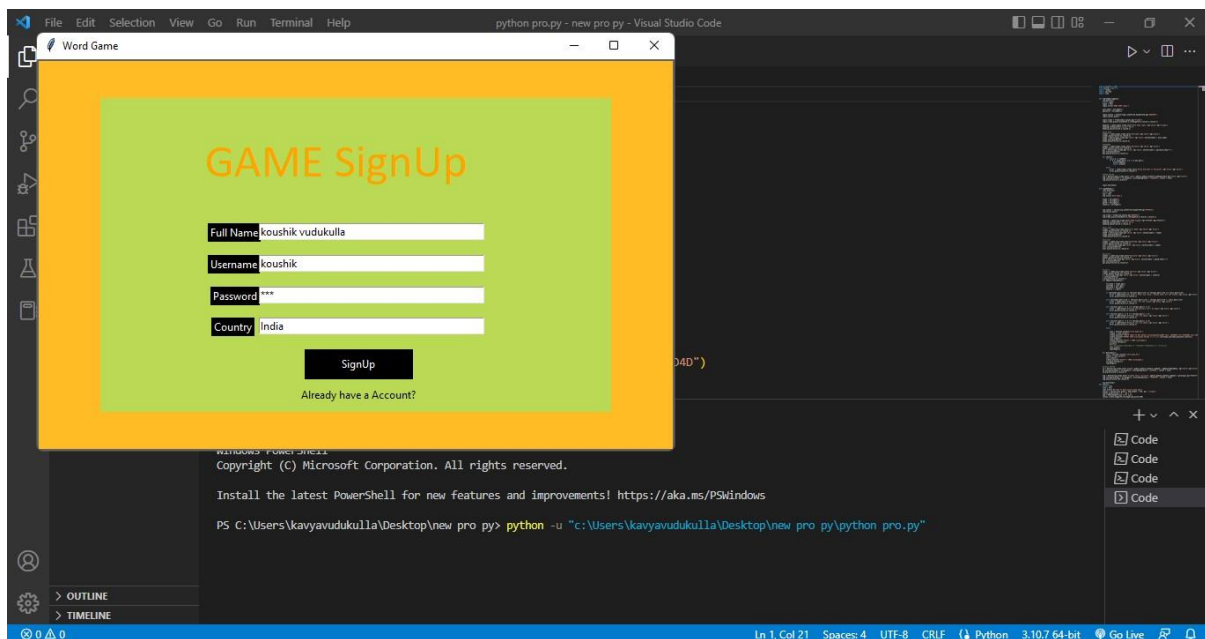 File Edit Selection View Go Run Terminal Help python pro.py - new pro py - Visual Studio Code
Word Game
GAME SignUp
Full Name koushik vudukulla
Username koushik
Password ***
Country India
SignUp
D4D")
Already have a Account?
Windows PowerShell
Copyright (C) Microsoft Corporation. All rights reserved.
Install the latest PowerShell for new features and improvements! https://aka.ms/PSWindows
PS C:\Users\kavyavudukulla\Desktop\new pro py> python -u "c:\Users\kavyavudukulla\Desktop\new pro py\python pro.py"
Code
Code
Code
Code
OUTLINE
TIMELINE
0 0 Ln 1, Col 21 Spaces: 4 UTF-8 CRLF Python 3.10.7 64-bit Go Live